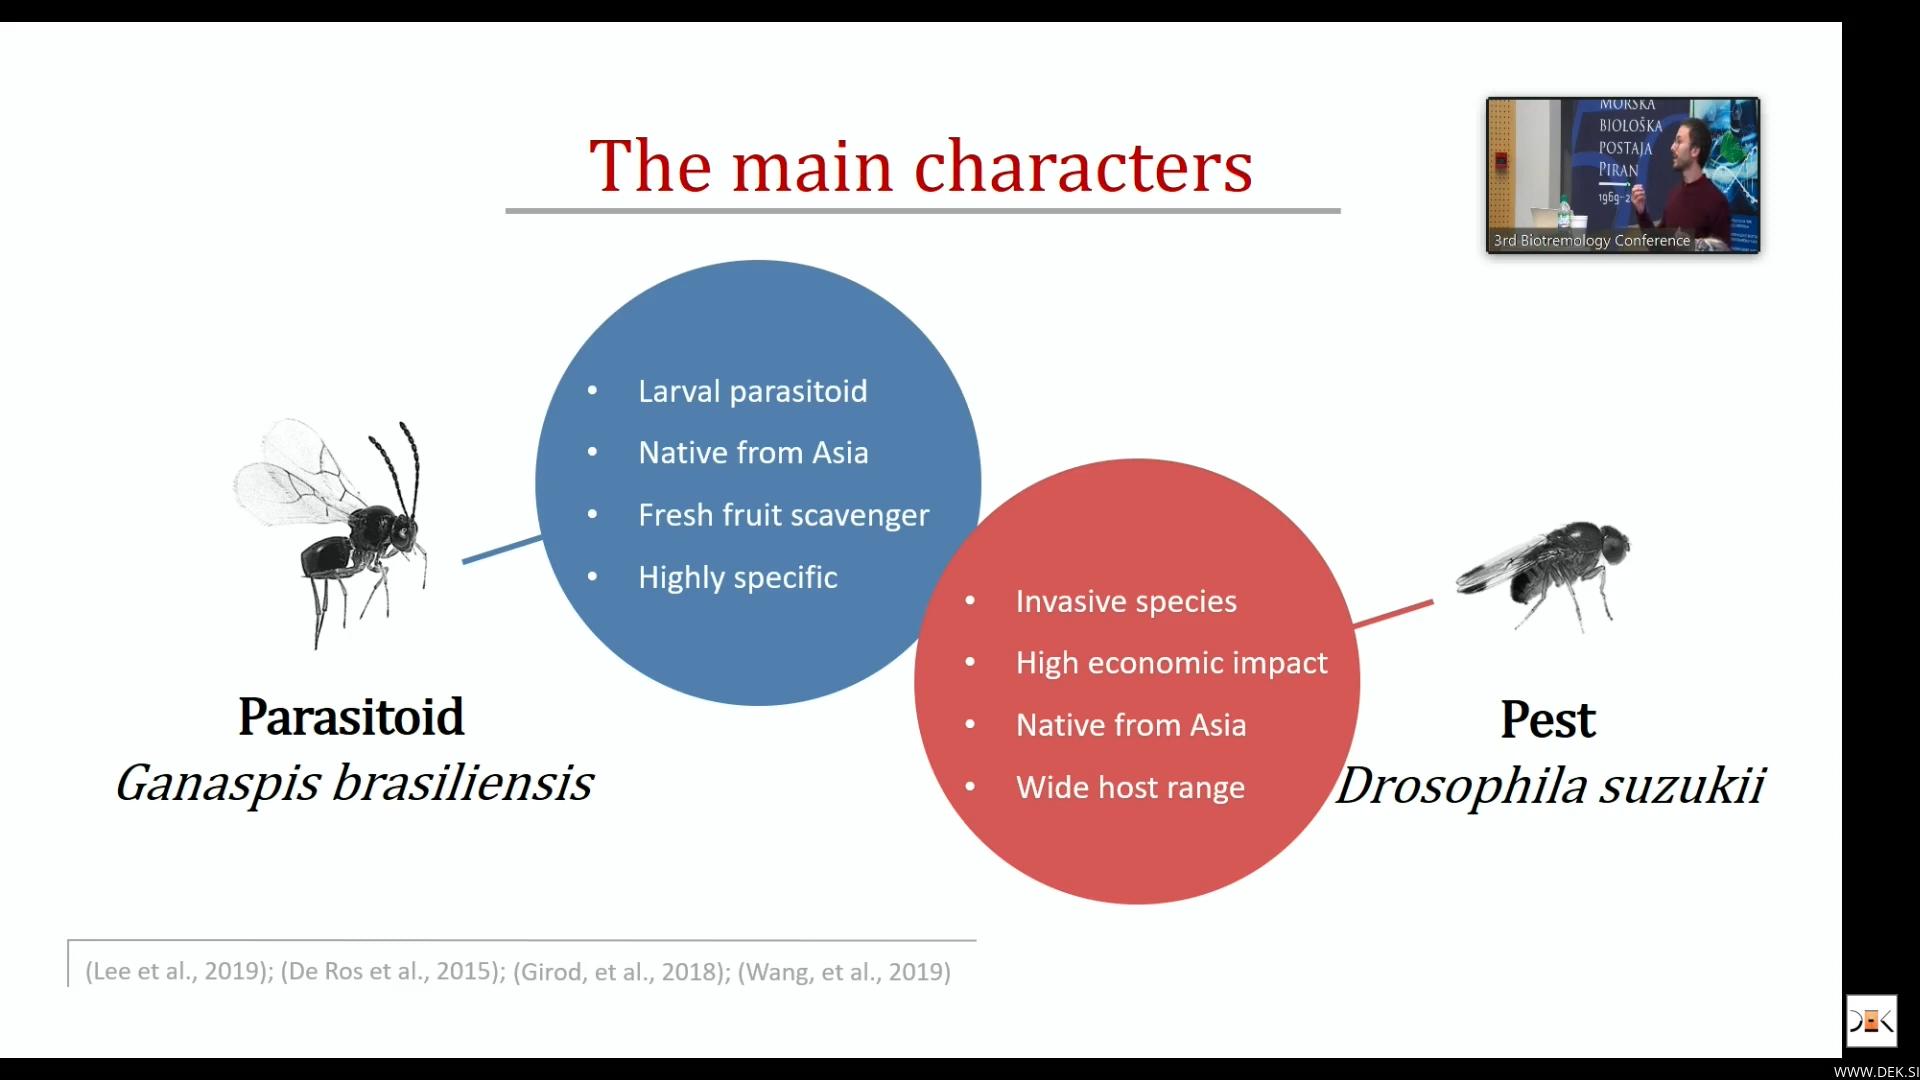 The main characters
MORSKA
BIOLOŠKA
POSTAJA
PIRAN
1969-2
3rd Biotremology Conference
• Larval parasitoid
• Native from Asia
• Fresh fruit scavenger
• Highly specific
• Invasive species
• High economic impact
• Native from Asia
• Wide host range
Parasitoid
Ganaspis brasiliensis
Pest
Drosophila suzukii
(Lee et al., 2019); (De Ros et al., 2015); (Girod, et al., 2018); (Wang, et al., 2019)
DEK
WWW.DEK.SI